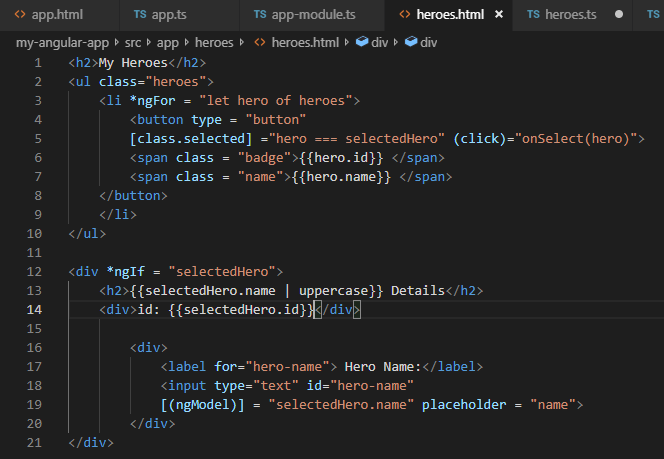 app.html TS app.ts TS app-module.ts <> heroes.html × TS heroes.ts ●
my-angular-app > src > app > heroes > <> heroes.html > div > div
1 <h2>My Heroes</h2>
2 <ul class="heroes">
3 <li *ngFor = "let hero of heroes">
4 <button type = "button"
5 [class.selected] ="hero === selectedHero" (click)="onSelect(hero)">
6 <span class = "badge">{{hero.id}} </span>
7 <span class = "name">{{hero.name}} </span>
8 </button>
9 </li>
10 </ul>
11
12 <div *ngIf = "selectedHero">
13 <h2>{{selectedHero.name | uppercase}} Details</h2>
14 <div>id: {{selectedHero.id}}</div>
15
16 <div>
17 <label for="hero-name"> Hero Name:</label>
18 <input type="text" id="hero-name"
19 [(ngModel)] = "selectedHero.name" placeholder = "name">
20 </div>
21 </div>